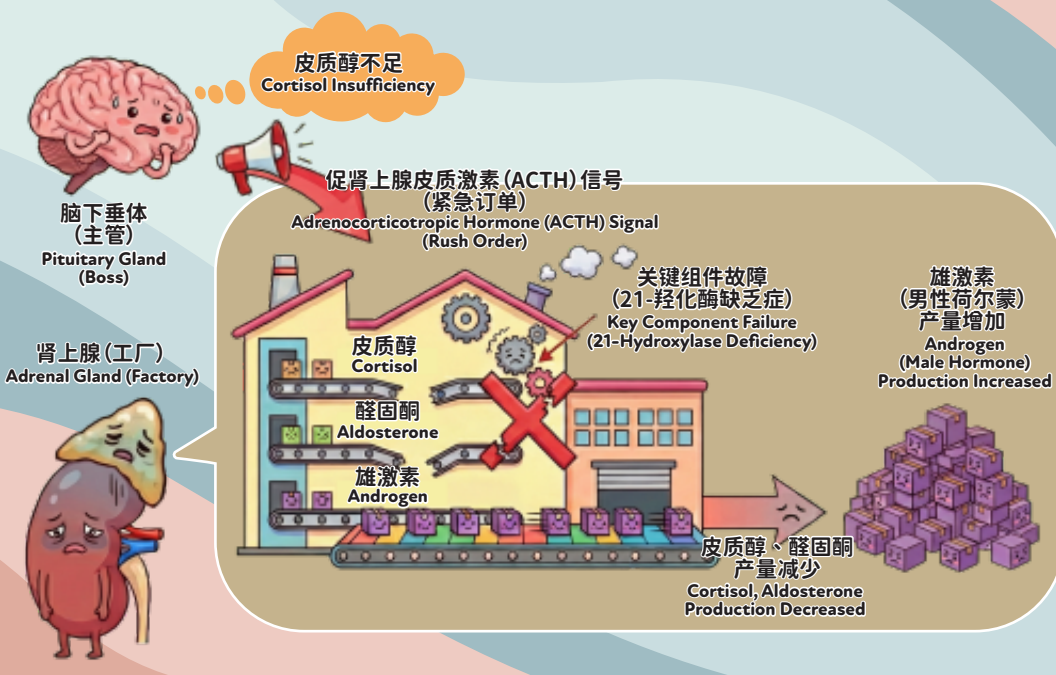 皮质醇不足
Cortisol Insufficiency
促肾上腺皮质激素(ACTH)信号
(紧急订单)
Adrenocorticotropic Hormone (ACTH) Signal
(Rush Order)
脑下垂体
(主管)
Pituitary Gland
(Boss)
关键组件故障
(21-羟化酶缺乏症)
Key Component Failure
(21-Hydroxylase Deficiency)
雄激素
(男性荷尔蒙)
产量增加
Androgen
(Male Hormone)
Production Increased
肾上腺(工厂)
Adrenal Gland (Factory)
皮质醇
Cortisol
醛固酮
Aldosterone
雄激素
Androgen
皮质醇、醛固酮
产量减少
Cortisol, Aldosterone
Production Decreased